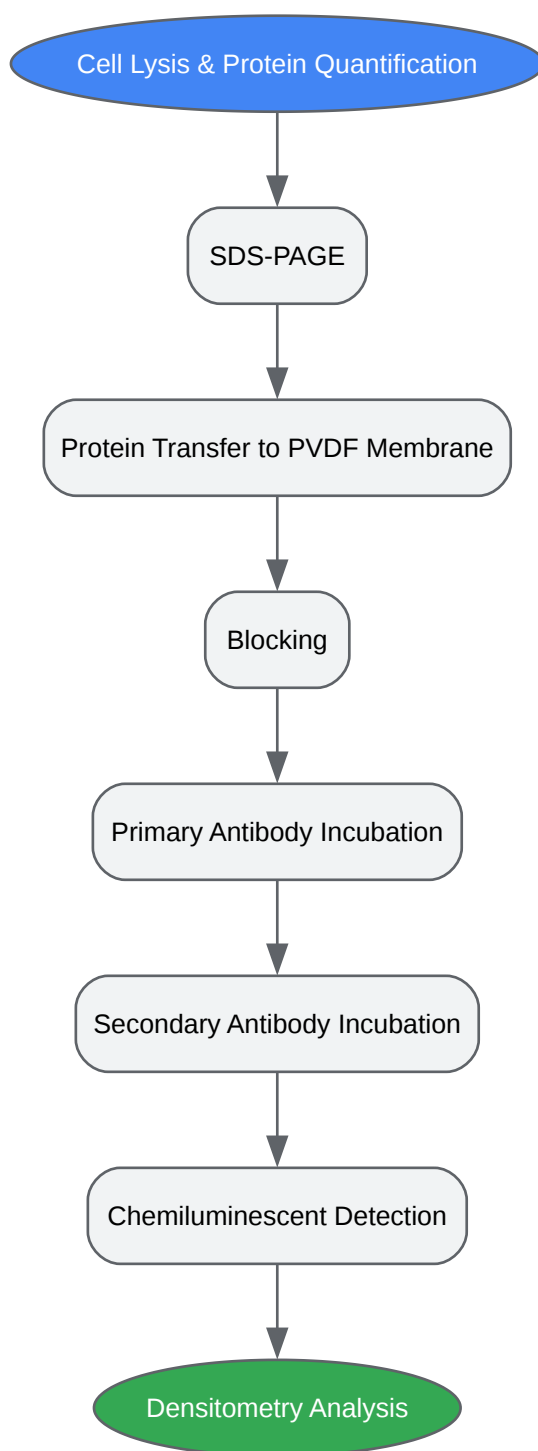 Cell Lysis & Protein Quantification
SDS-PAGE
Protein Transfer to PVDF Membrane
Blocking
Primary Antibody Incubation
Secondary Antibody Incubation
Chemiluminescent Detection
Densitometry Analysis